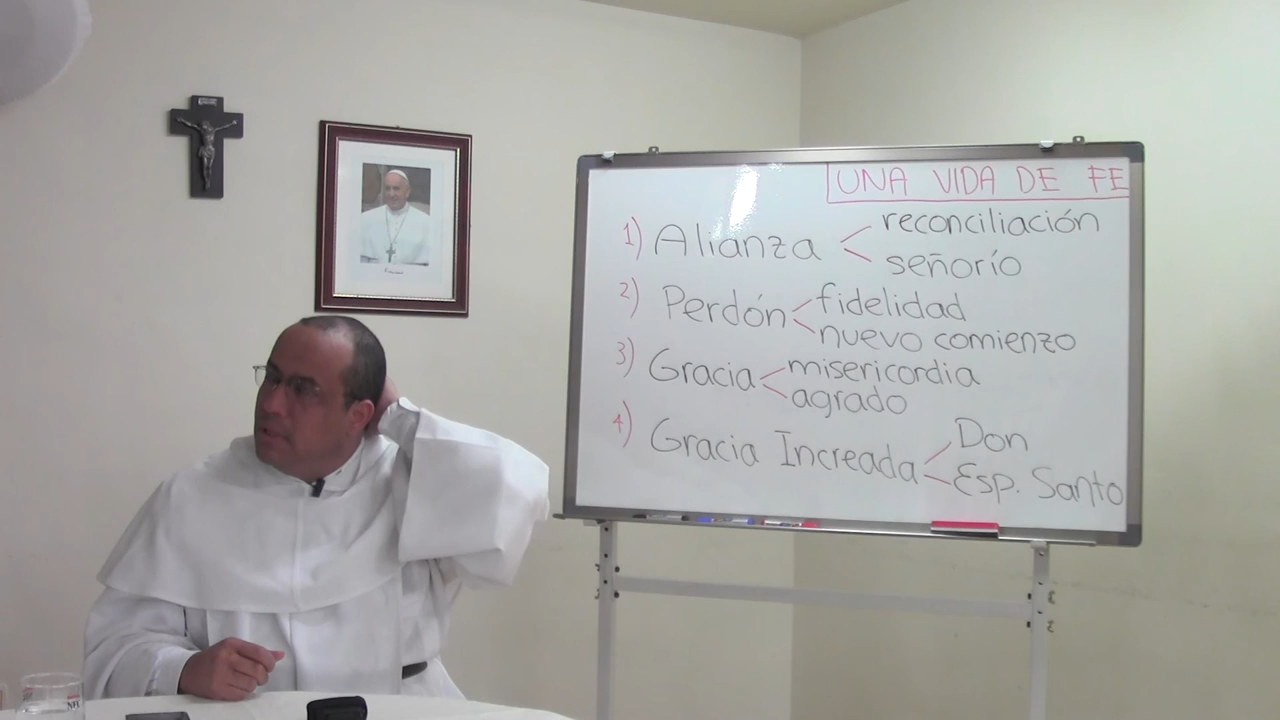 UNA VIDA DE FE
1) Alianza < reconciliación
señorío
2) Perdón < fidelidad
nuevo comienzo
3) Gracia < misericordia
agrado
4) Gracia Increada < Don
Esp. Santo